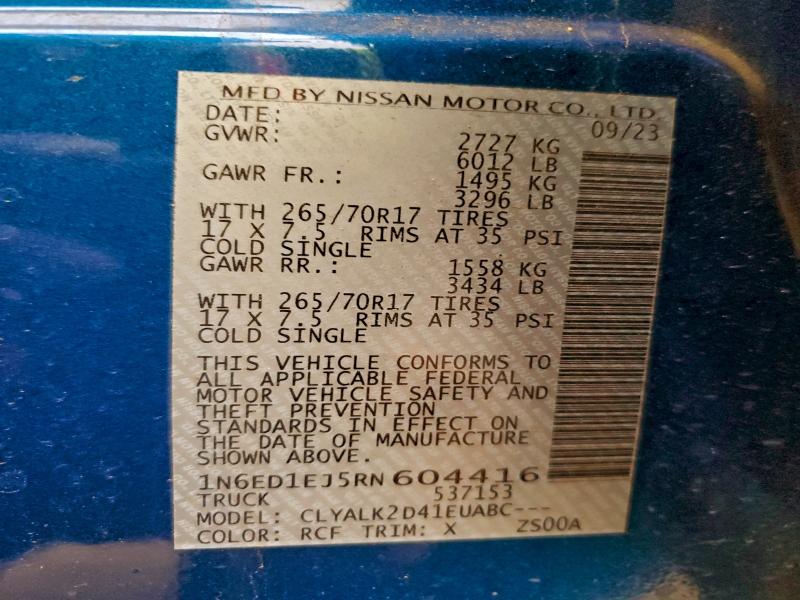 MFD BY NISSAN MOTOR CO., LTD.
DATE: 09/23
GVWR: 2727 KG
6012 LB
GAWR FR.: 1495 KG
3296 LB
WITH 265/70R17 TIRES
17 X 7.5 RIMS AT 35 PSI
COLD SINGLE
GAWR RR.: 1558 KG
3434 LB
WITH 265/70R17 TIRES
17 X 7.5 RIMS AT 35 PSI
COLD SINGLE
THIS VEHICLE CONFORMS TO
ALL APPLICABLE FEDERAL
MOTOR VEHICLE SAFETY AND
THEFT PREVENTION
STANDARDS IN EFFECT ON
THE DATE OF MANUFACTURE
SHOWN ABOVE.
1N6ED1EJ5RN604416
TRUCK 537153
MODEL: CLYALK2D41EUABC---
COLOR: RCF TRIM: X ZS00A